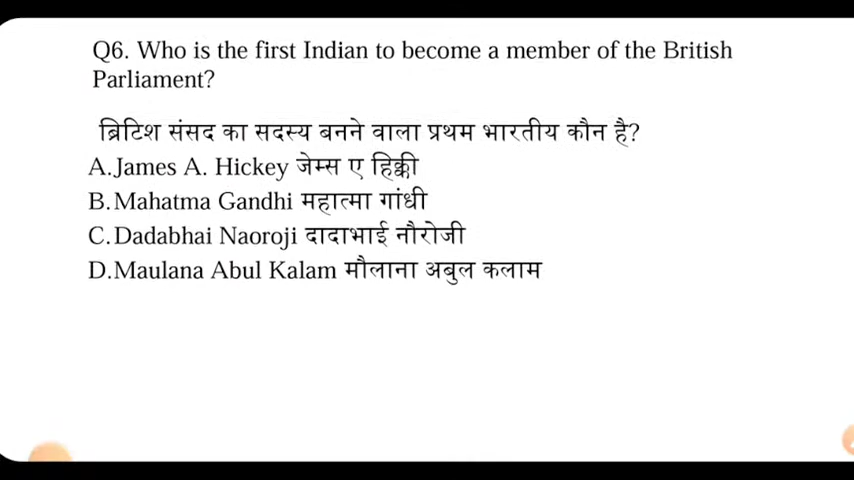 Q6. Who is the first Indian to become a member of the British
Parliament?
ब्रिटिश संसद का सदस्य बनने वाला प्रथम भारतीय कौन है?
A.James A. Hickey जेम्स ए हिक्की
B.Mahatma Gandhi महात्मा गांधी
C.Dadabhai Naoroji दादाभाई नौरोजी
D.Maulana Abul Kalam मौलाना अबुल कलाम